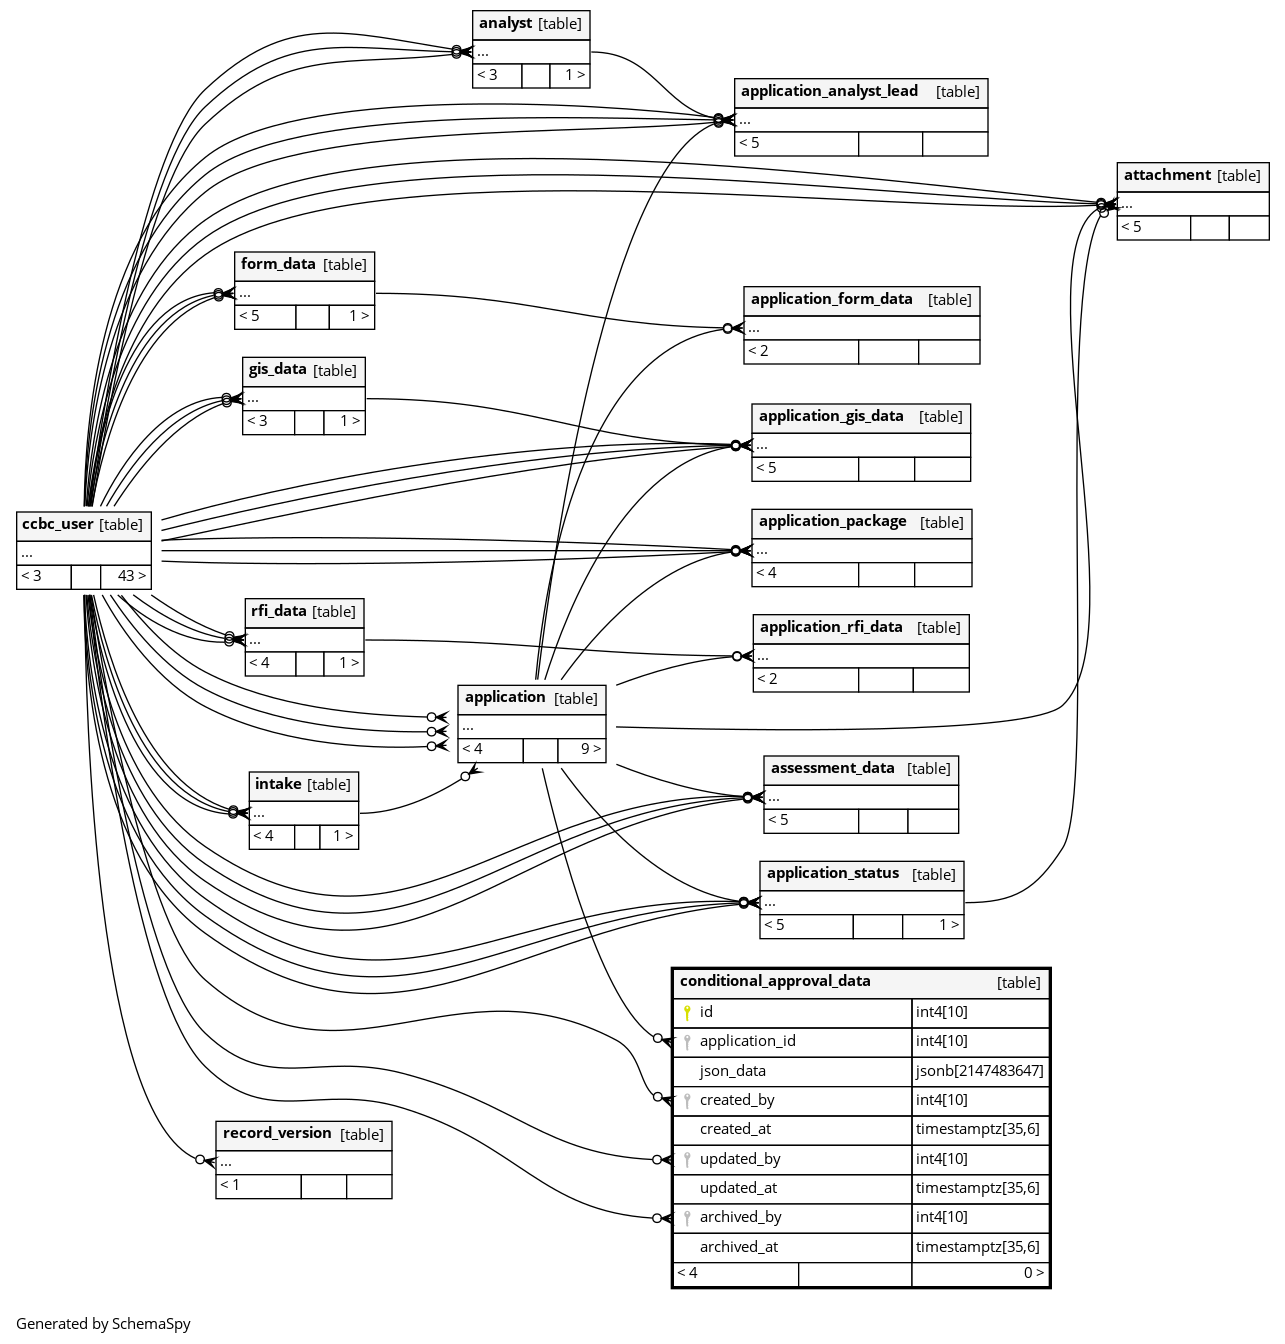 analyst [table]
...
< 3 1 >
application_analyst_lead [table]
...
< 5
attachment [table]
...
< 5
form_data [table]
...
< 5 1 >
application_form_data [table]
...
< 2
gis_data [table]
...
< 3 1 >
application_gis_data [table]
...
< 5
ccbc_user [table]
...
< 3 43 >
application_package [table]
...
< 4
rfi_data [table]
...
< 4 1 >
application_rfi_data [table]
...
< 2
application [table]
...
< 4 9 >
intake [table]
...
< 4 1 >
assessment_data [table]
...
< 5
application_status [table]
...
< 5 1 >
conditional_approval_data [table]
id int4[10]
application_id int4[10]
json_data jsonb[2147483647]
created_by int4[10]
created_at timestamptz[35,6]
updated_by int4[10]
updated_at timestamptz[35,6]
archived_by int4[10]
archived_at timestamptz[35,6]
< 4 0 >
record_version [table]
...
< 1
Generated by SchemaSpy